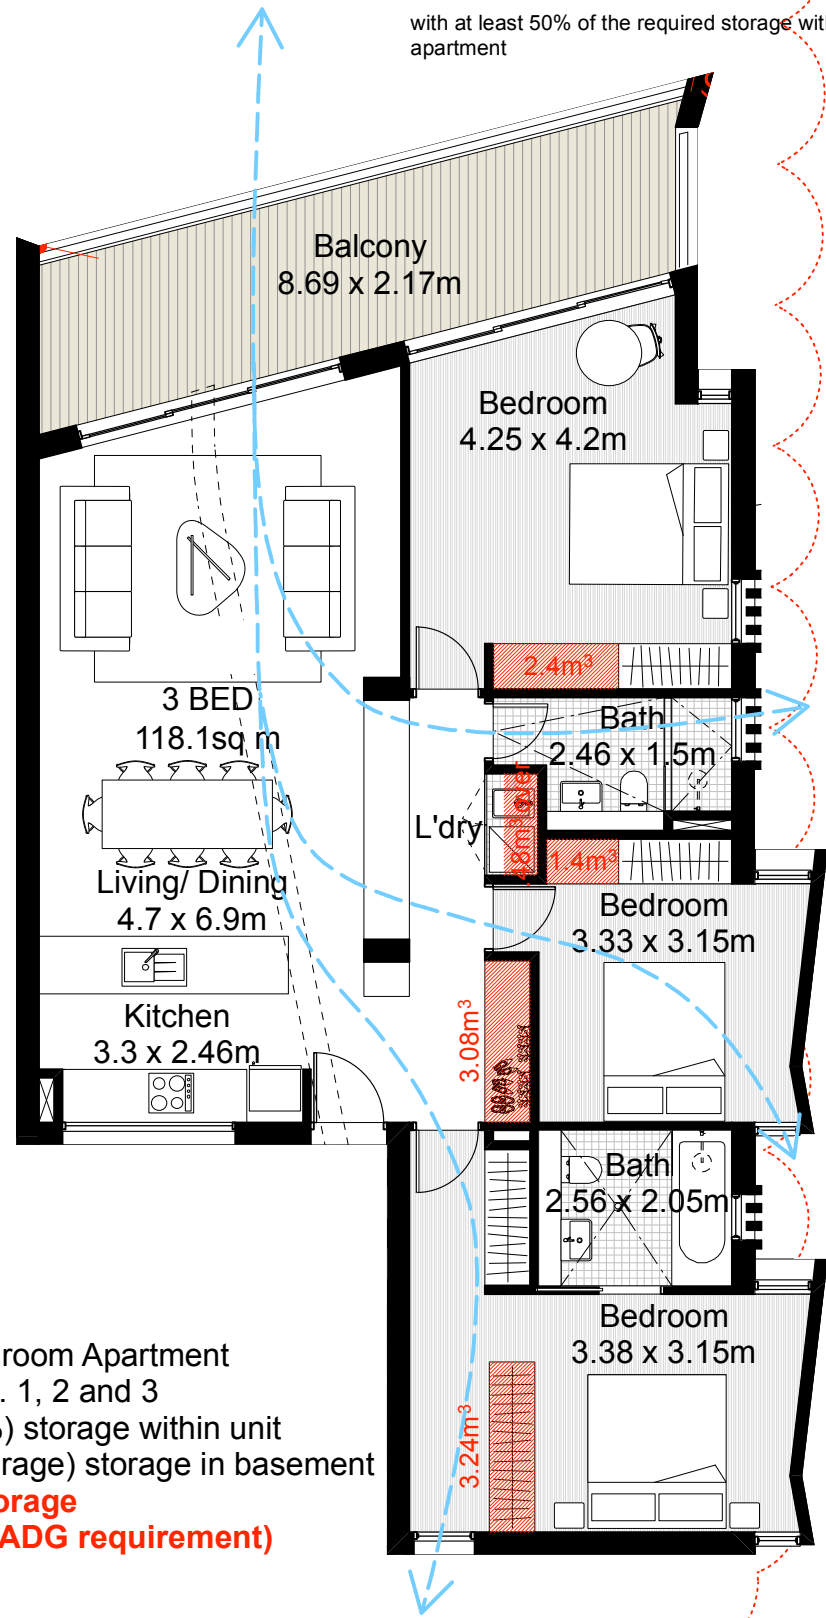 with at least 50% of the required storage wit
apartment
Balcony
8.69 x 2.17m
Bedroom
4.25 x 4.2m
2.4m³
3 BED
118.1sq m
Bath
2.46 x 1.5m
L'dry
.48m³ over
1.4m³
Living/ Dining
4.7 x 6.9m
Bedroom
3.33 x 3.15m
Kitchen
3.3 x 2.46m
3.08m³
Bath
2.56 x 2.05m
Bedroom
3.38 x 3.15m
3.24m³
room Apartment
. 1, 2 and 3
) storage within unit
rage) storage in basement
orage
ADG requirement)